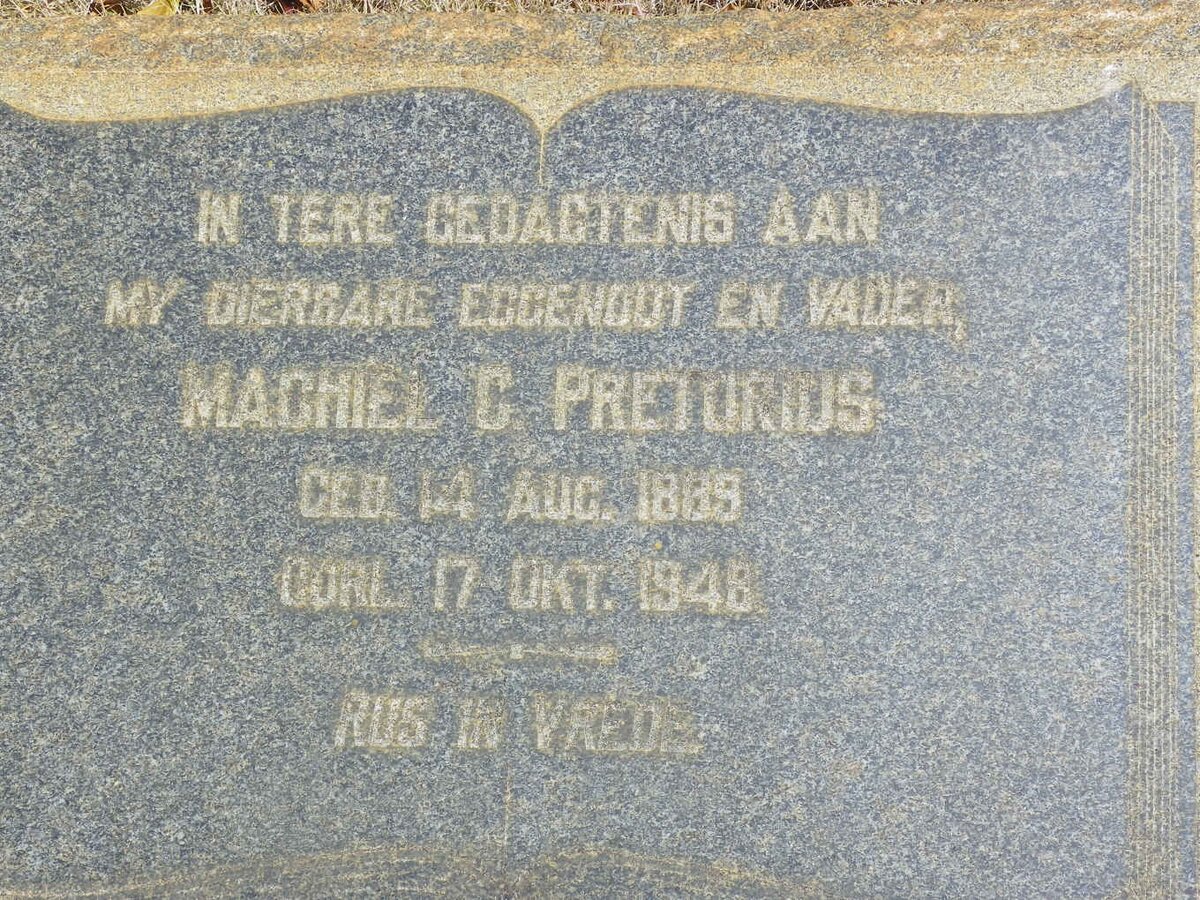 IN TERE GEDAGTENIS AAN
MY DIERBARE EGGENOOT EN VADER,
MACHIEL C. PRETORIUS
GEB. 14 AUG. 1889
OORL. 17 OKT. 1948.
RUS IN VREDE.